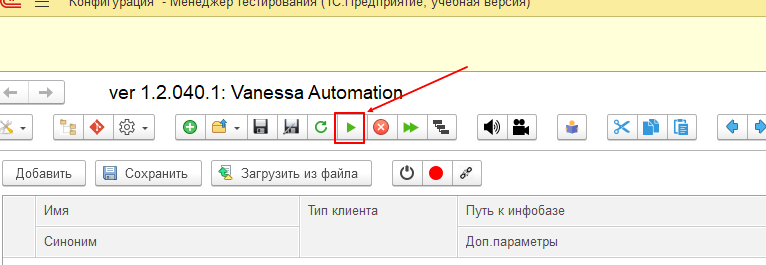 Конфигурация" - Менеджер тестирования (1С:Предприятие, учебная версия)
ver 1.2.040.1: Vanessa Automation
Добавить Сохранить Загрузить из файла
Имя Тип клиента Путь к инфобазе
Синоним Доп.параметры